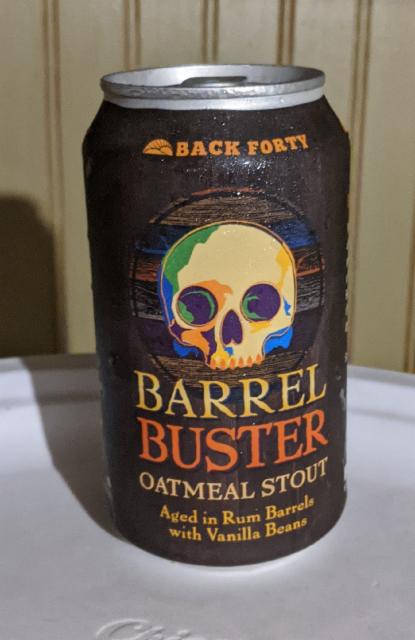 BACK FORTY
BARREL
BUSTER
OATMEAL STOUT
Aged in Rum Barrels
with Vanilla Beans